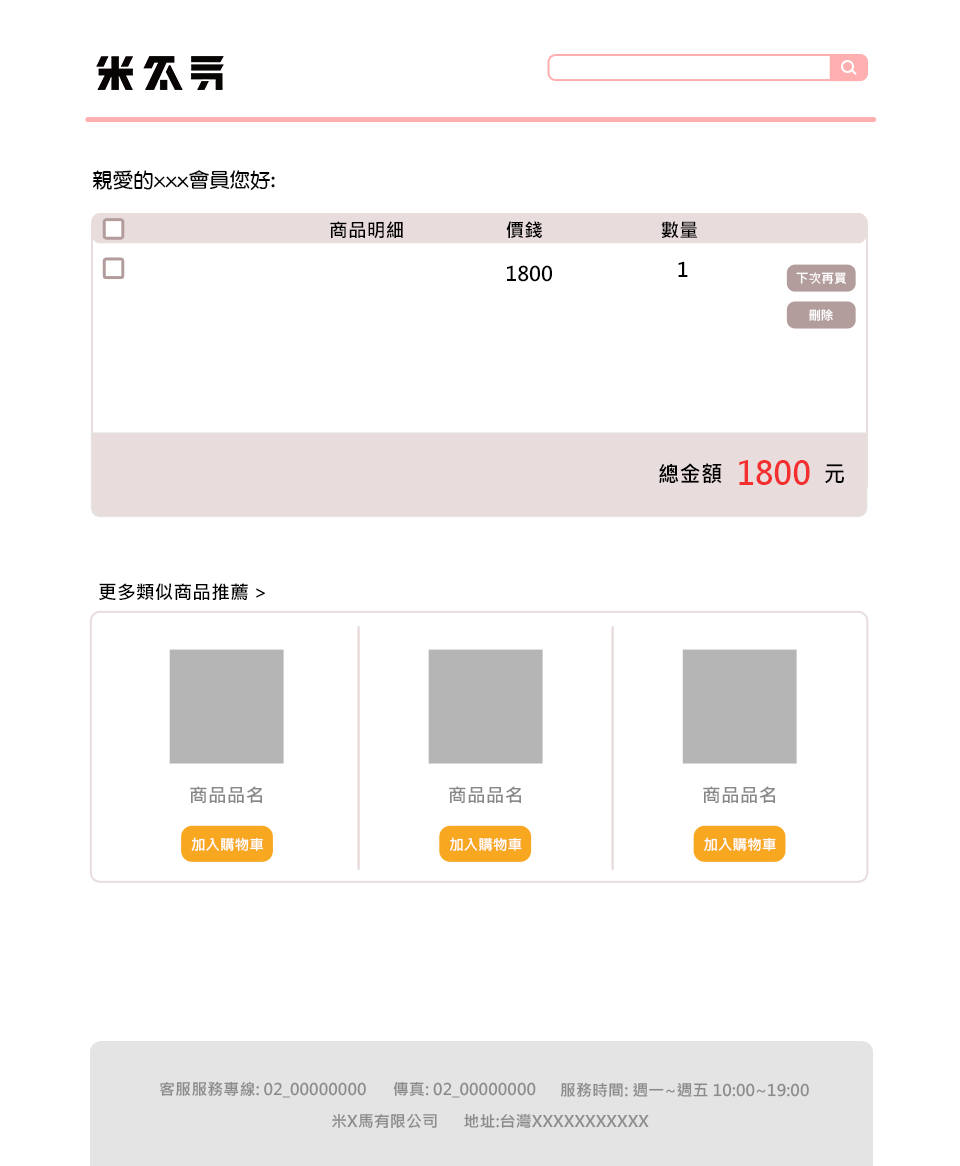 親愛的xxx會員您好:
商品明細 價錢 數量
1800 1 下次再買
刪除
總金額 1800 元
更多類似商品推薦 >
商品品名 商品品名 商品品名
加入購物車 加入購物車 加入購物車
客服服務專線: 02_00000000 傳真: 02_00000000 服務時間: 週一~週五 10:00~19:00
米X馬有限公司 地址:台灣XXXXXXXXXXX